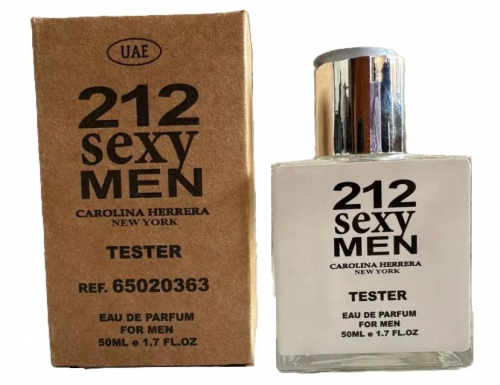 UAE
212
sexy
MEN
CAROLINA HERRERA
NEW YORK
TESTER
REF. 65020363
EAU DE PARFUM
FOR MEN
50ML e 1.7 FL.OZ
212
sexy
MEN
CAROLINA HERRERA
NEW YORK
TESTER
EAU DE PARFUM
FOR MEN
50ML e 1.7 FL.OZ